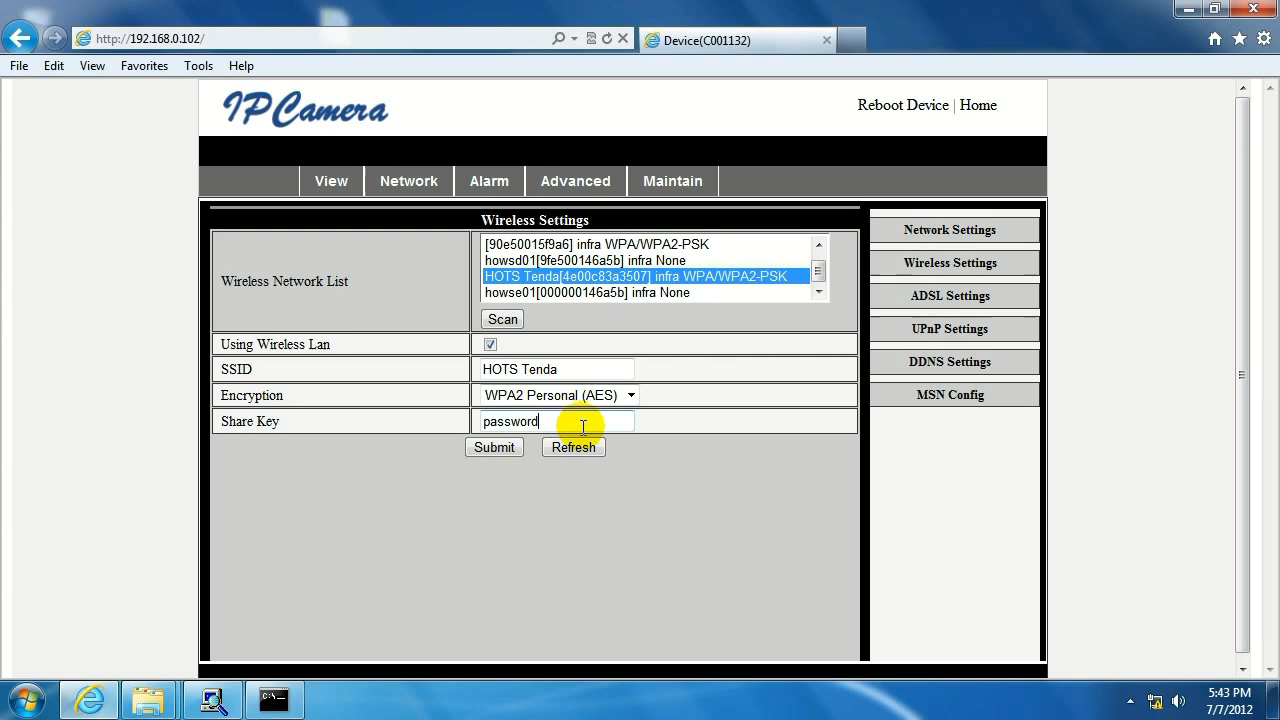 http://192.168.0.102/
Device(C001132)
File Edit View Favorites Tools Help
IPCamera
Reboot Device | Home
View Network Alarm Advanced Maintain
Wireless Settings
Wireless Network List
[90e50015f9a6] infra WPA/WPA2-PSK
howsd01[9fe500146a5b] infra None
HOTS Tenda[4e00c83a3507] infra WPA/WPA2-PSK
howse01[000000146a5b] infra None
Scan
Using Wireless Lan
SSID HOTS Tenda
Encryption WPA2 Personal (AES)
Share Key password
Submit Refresh
Network Settings
Wireless Settings
ADSL Settings
UPnP Settings
DDNS Settings
MSN Config
5:43 PM
7/7/2012